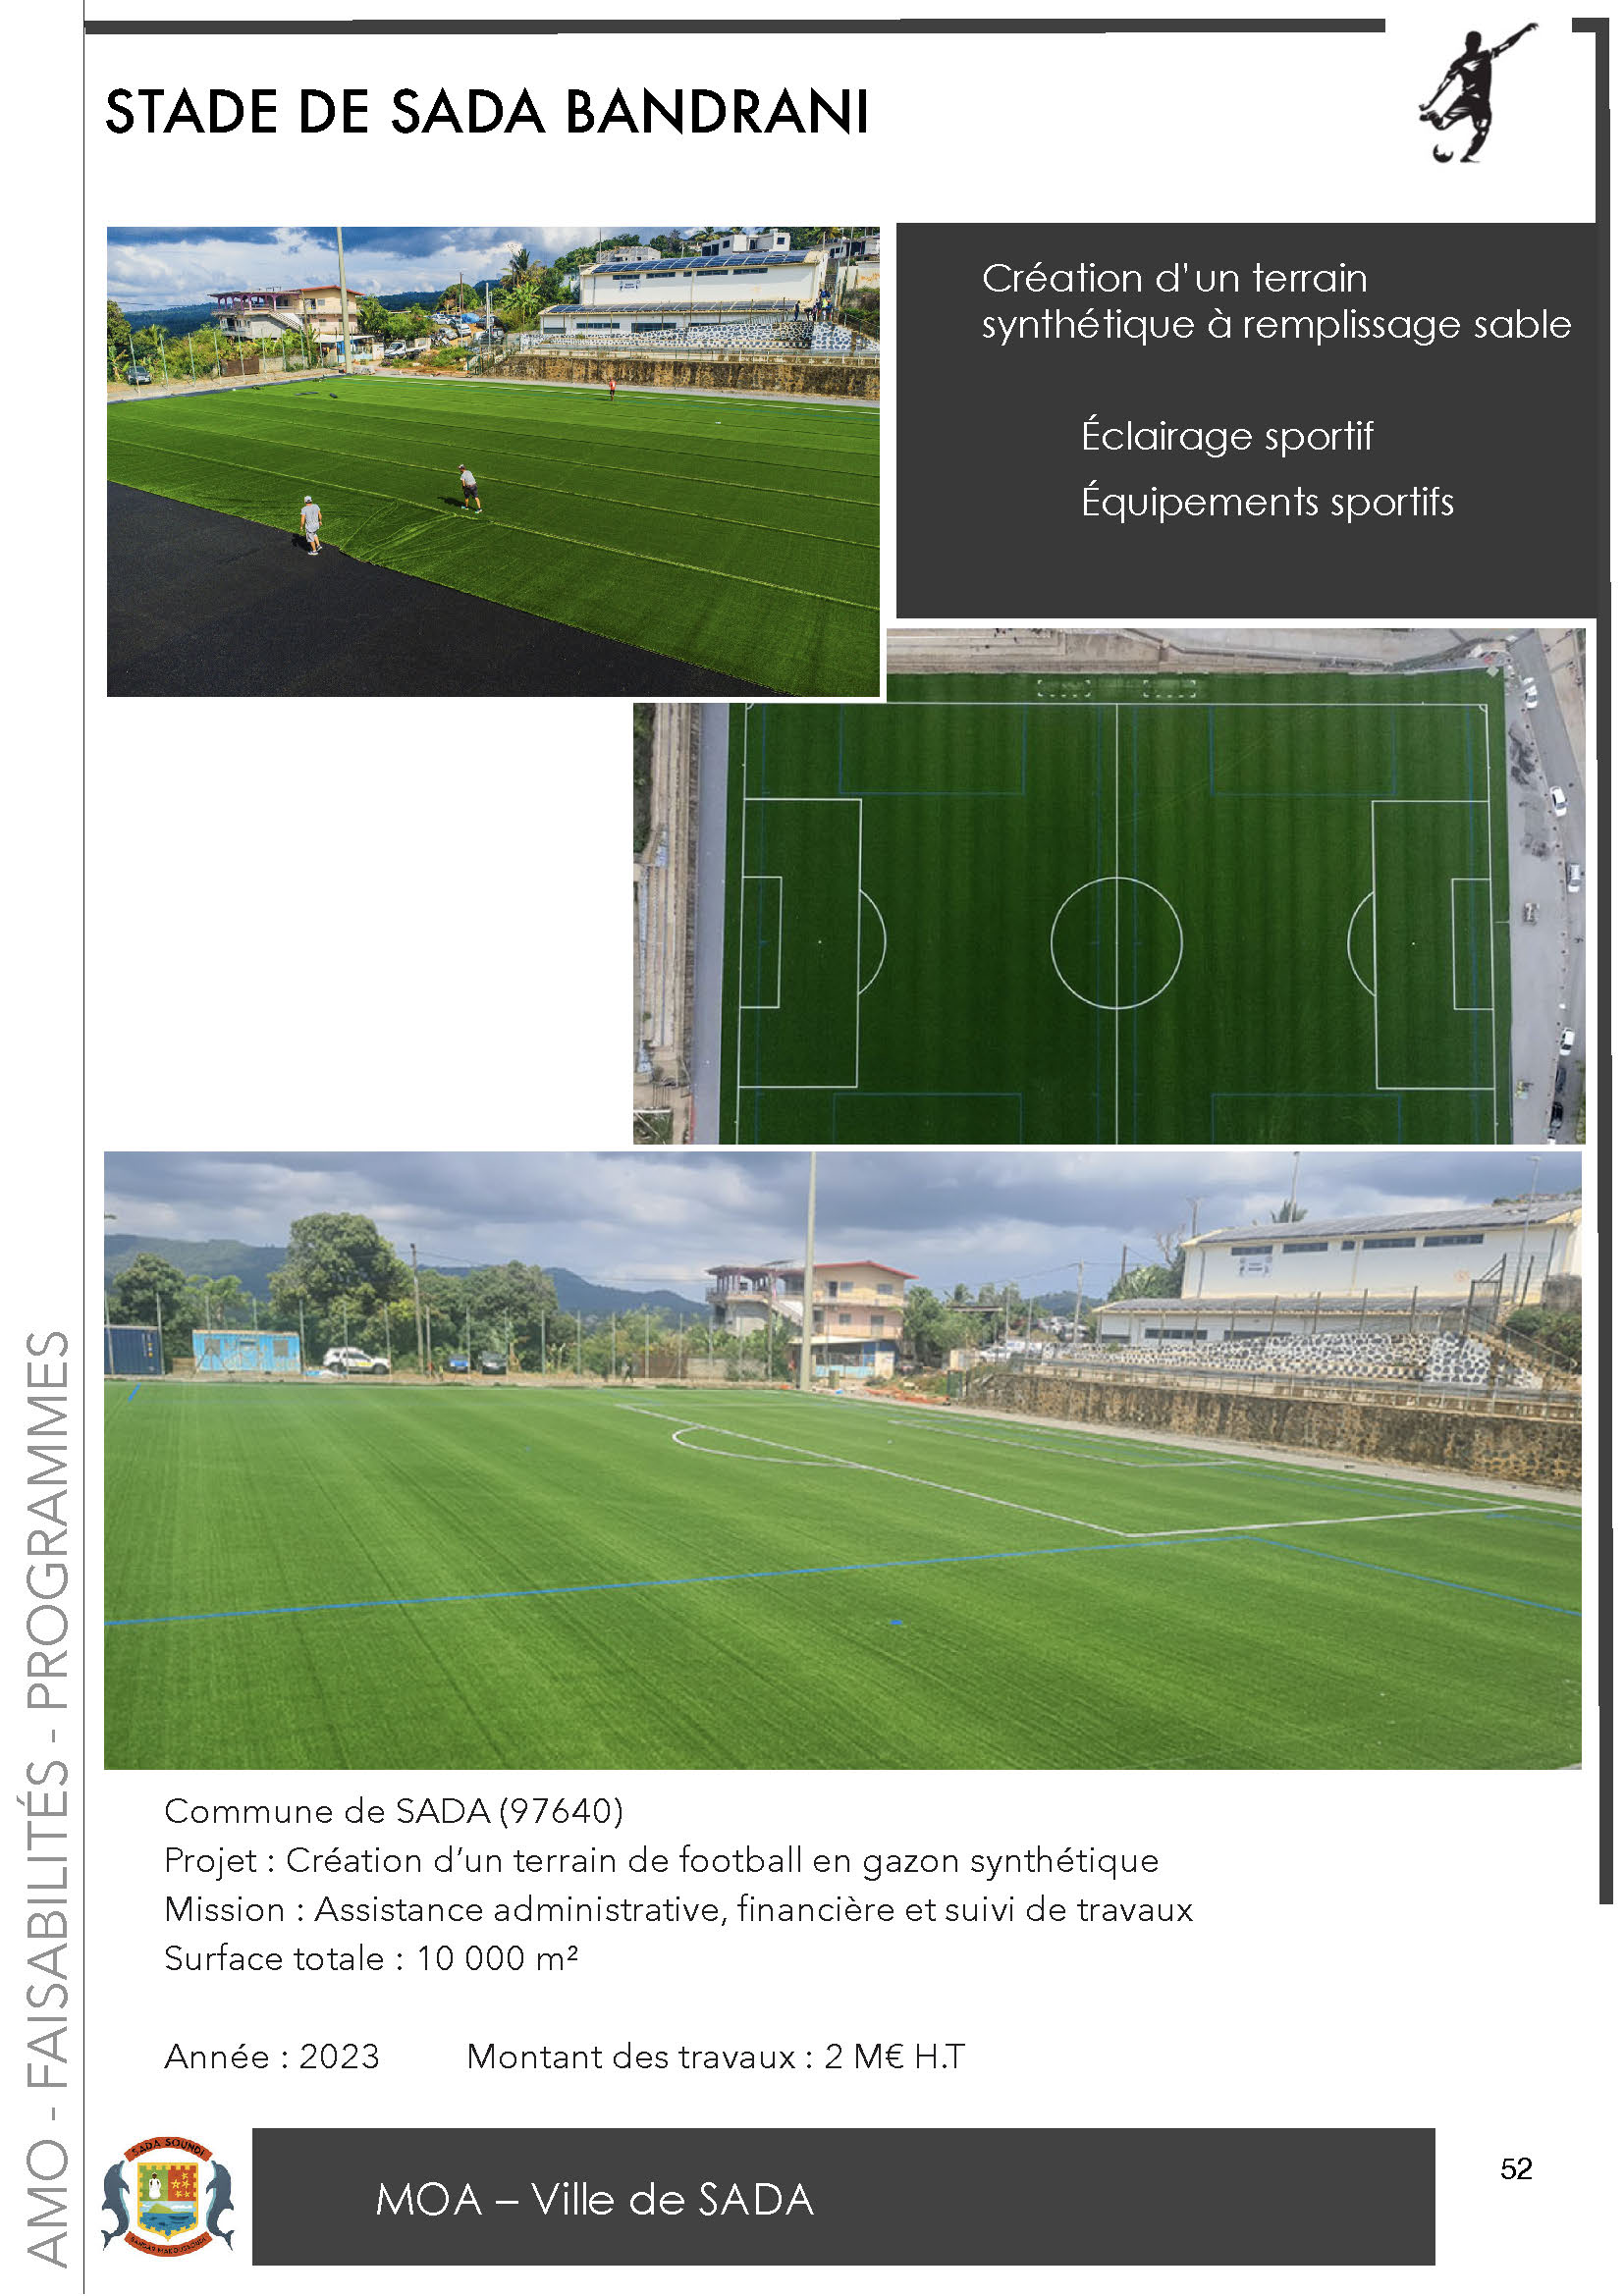 STADE DE SADA BANDRANI
Création d'un terrain
synthétique à remplissage sable
Éclairage sportif
Équipements sportifs
AMO - FAISABILITÉS - PROGRAMMES
Commune de SADA (97640)
Projet : Création d'un terrain de football en gazon synthétique
Mission : Assistance administrative, financière et suivi de travaux
Surface totale : 10 000 m²
Année : 2023 Montant des travaux : 2 M€ H.T
SADA SOUNDI
MOA – Ville de SADA
52